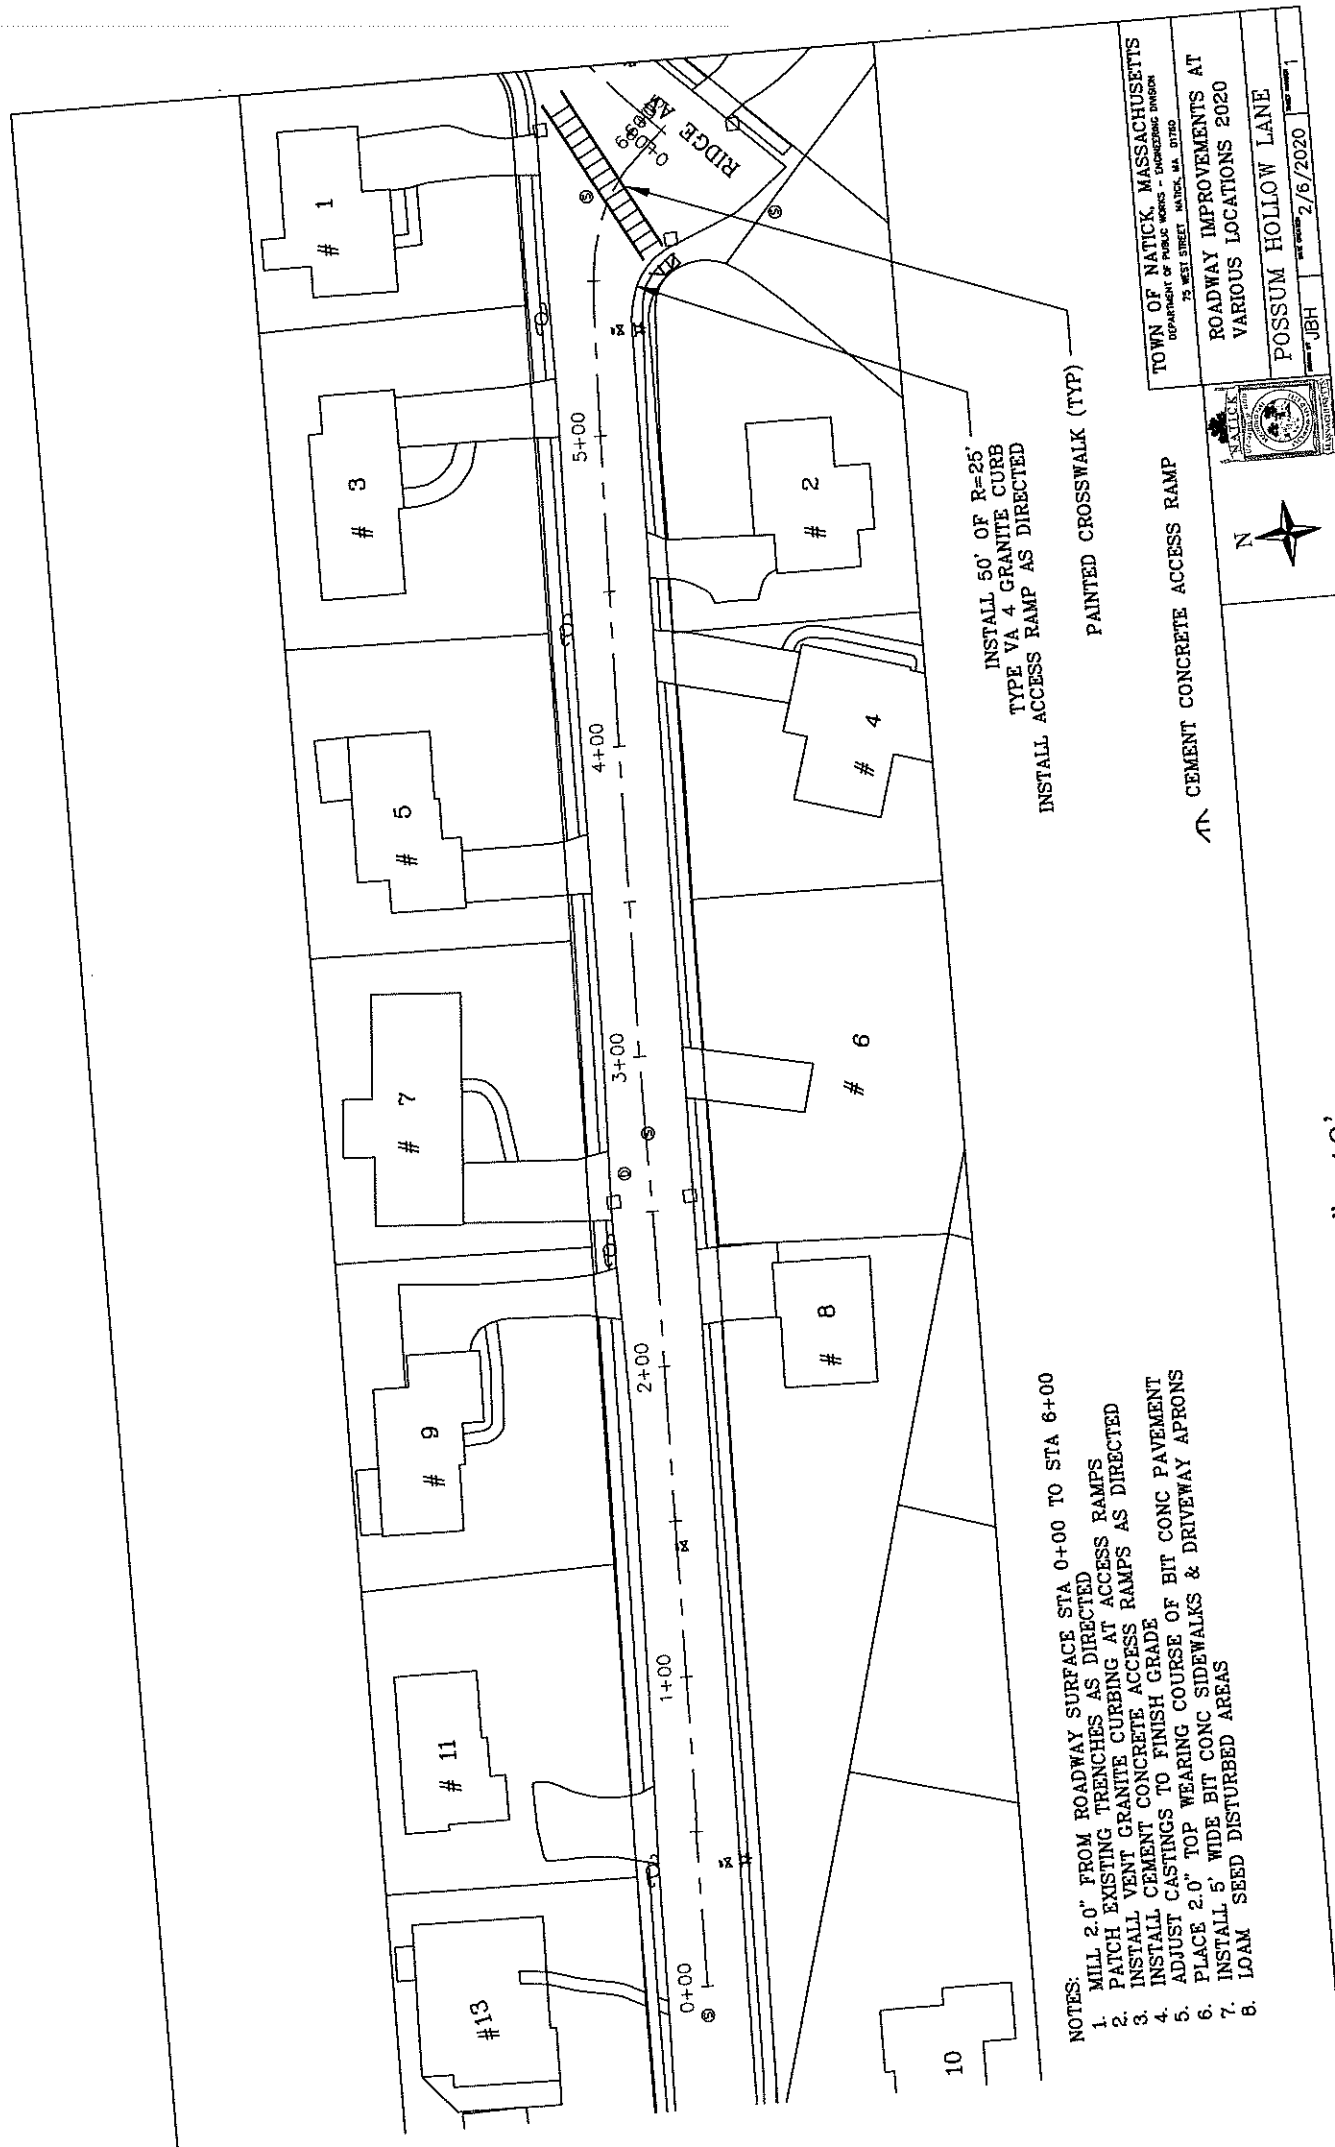 # 1
# 3
# 5
# 7
# 9
# 11
#13
# 2
# 4
# 6
# 8
10
0+00
1+00
2+00
3+00
4+00
5+00
0+00
RIDGE AV
VA
INSTALL 50' OF R=25'
TYPE VA 4 GRANITE CURB
INSTALL ACCESS RAMP AS DIRECTED
PAINTED CROSSWALK (TYP)
CEMENT CONCRETE ACCESS RAMP
N
NOTES:
1. MILL 2.0" FROM ROADWAY SURFACE STA 0+00 TO STA 6+00
2. PATCH EXISTING TRENCHES AS DIRECTED
3. INSTALL VENT GRANITE CURBING AT ACCESS RAMPS
4. INSTALL CEMENT CONCRETE ACCESS RAMPS AS DIRECTED
5. ADJUST CASTINGS TO FINISH GRADE
6. PLACE 2.0" TOP WEARING COURSE OF BIT CONC PAVEMENT
7. INSTALL 5' WIDE BIT CONC SIDEWALKS & DRIVEWAY APRONS
8. LOAM SEED DISTURBED AREAS
TOWN OF NATICK, MASSACHUSETTS
DEPARTMENT OF PUBLIC WORKS - ENGINEERING DIVISION
75 WEST STREET NATICK, MA 01760
ROADWAY IMPROVEMENTS AT
VARIOUS LOCATIONS 2020
POSSUM HOLLOW LANE
JBH
2/6/2020
1
NATICK
MASSACHUSETTS